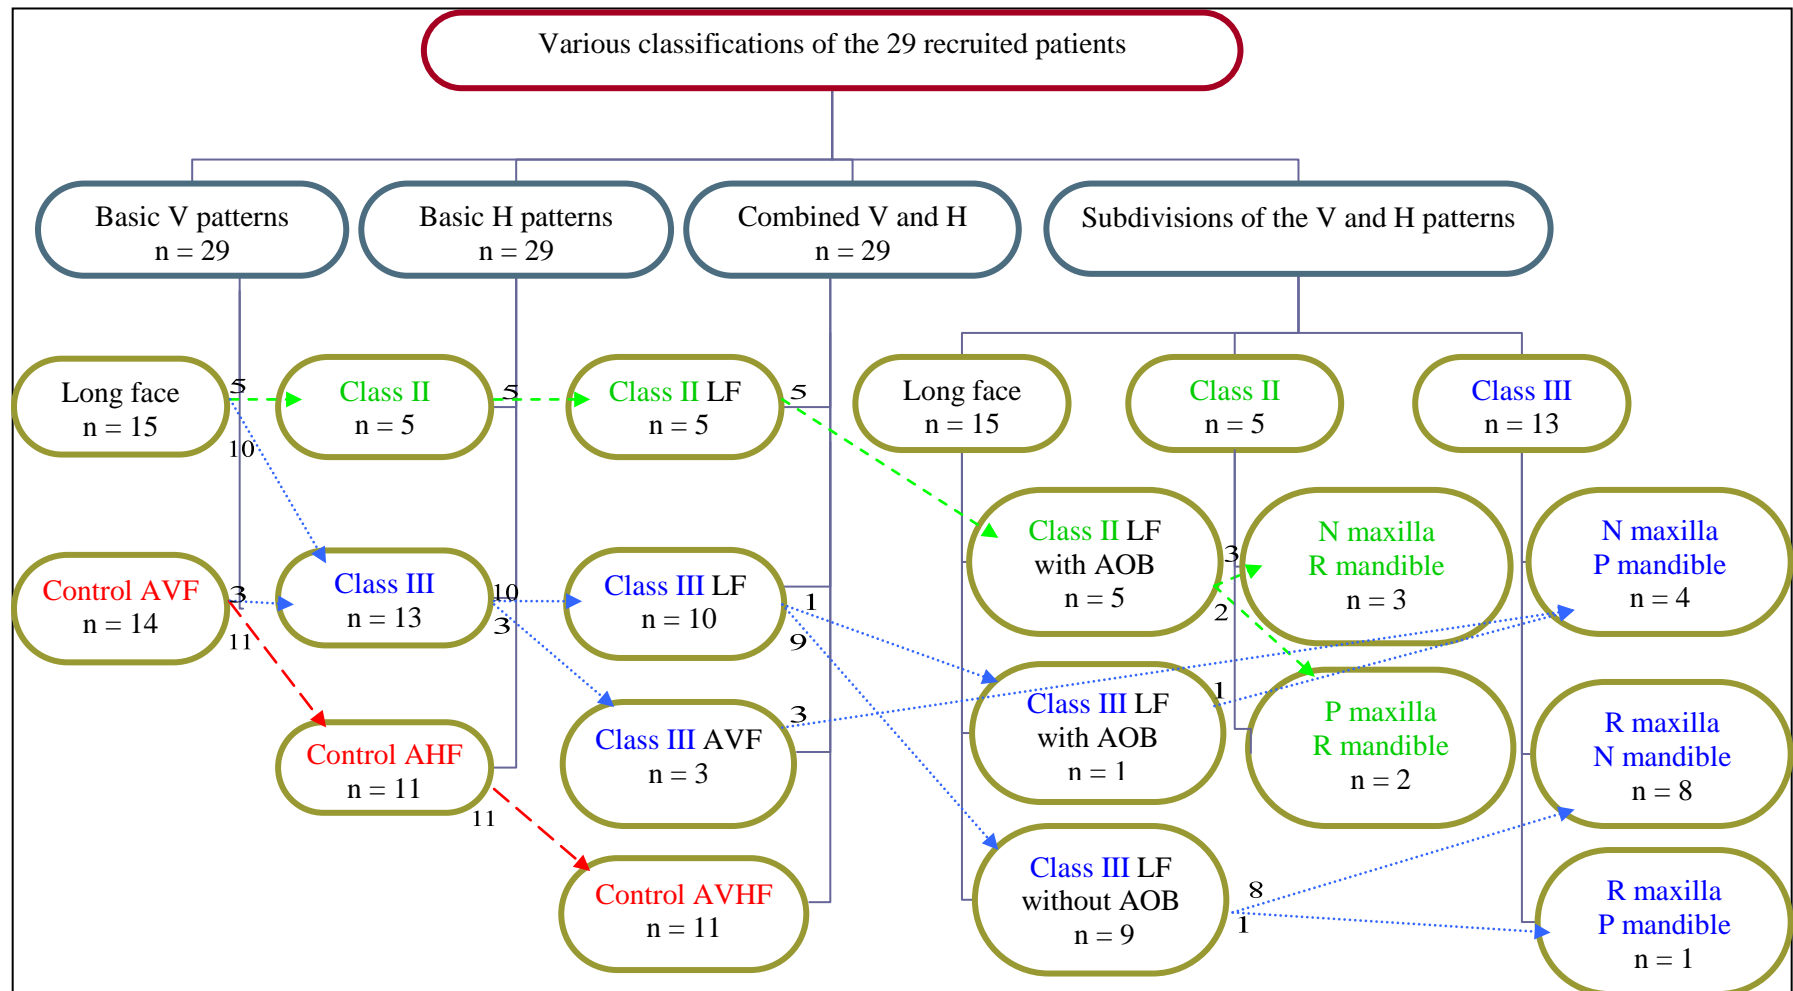 Various classifications of the 29 recruited patients
Basic V patterns
n = 29
Basic H patterns
n = 29
Combined V and H
n = 29
Subdivisions of the V and H patterns
Long face
n = 15
5
10
Class II
n = 5
5
Class II LF
n = 5
5
Long face
n = 15
Class II
n = 5
Class III
n = 13
Control AVF
n = 14
3
11
Class III
n = 13
10
3
Class III LF
n = 10
1
9
Class II LF
with AOB
n = 5
3
2
N maxilla
R mandible
n = 3
N maxilla
P mandible
n = 4
Control AHF
n = 11
11
Class III AVF
n = 3
3
Class III LF
with AOB
n = 1
1
P maxilla
R mandible
n = 2
R maxilla
N mandible
n = 8
Control AVHF
n = 11
Class III LF
without AOB
n = 9
8
1
R maxilla
P mandible
n = 1